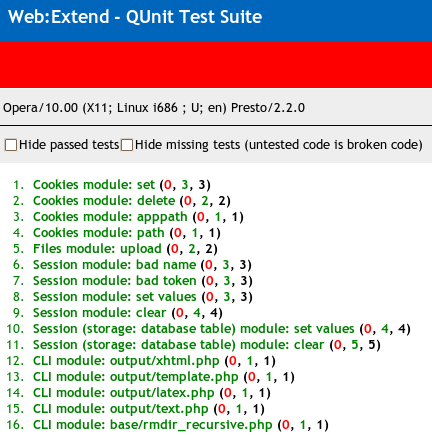 Web:Extend - QUnit Test Suite
Opera/10.00 (X11; Linux i686 ; U; en) Presto/2.2.0
Hide passed tests Hide missing tests (untested code is broken code)
1. Cookies module: set (0, 3, 3)
2. Cookies module: delete (0, 2, 2)
3. Cookies module: apppath (0, 1, 1)
4. Cookies module: path (0, 1, 1)
5. Files module: upload (0, 2, 2)
6. Session module: bad name (0, 3, 3)
7. Session module: bad token (0, 3, 3)
8. Session module: set values (0, 3, 3)
9. Session module: clear (0, 4, 4)
10. Session (storage: database table) module: set values (0, 4, 4)
11. Session (storage: database table) module: clear (0, 5, 5)
12. CLI module: output/xhtml.php (0, 1, 1)
13. CLI module: output/template.php (0, 1, 1)
14. CLI module: output/latex.php (0, 1, 1)
15. CLI module: output/text.php (0, 1, 1)
16. CLI module: base/rmdir_recursive.php (0, 1, 1)